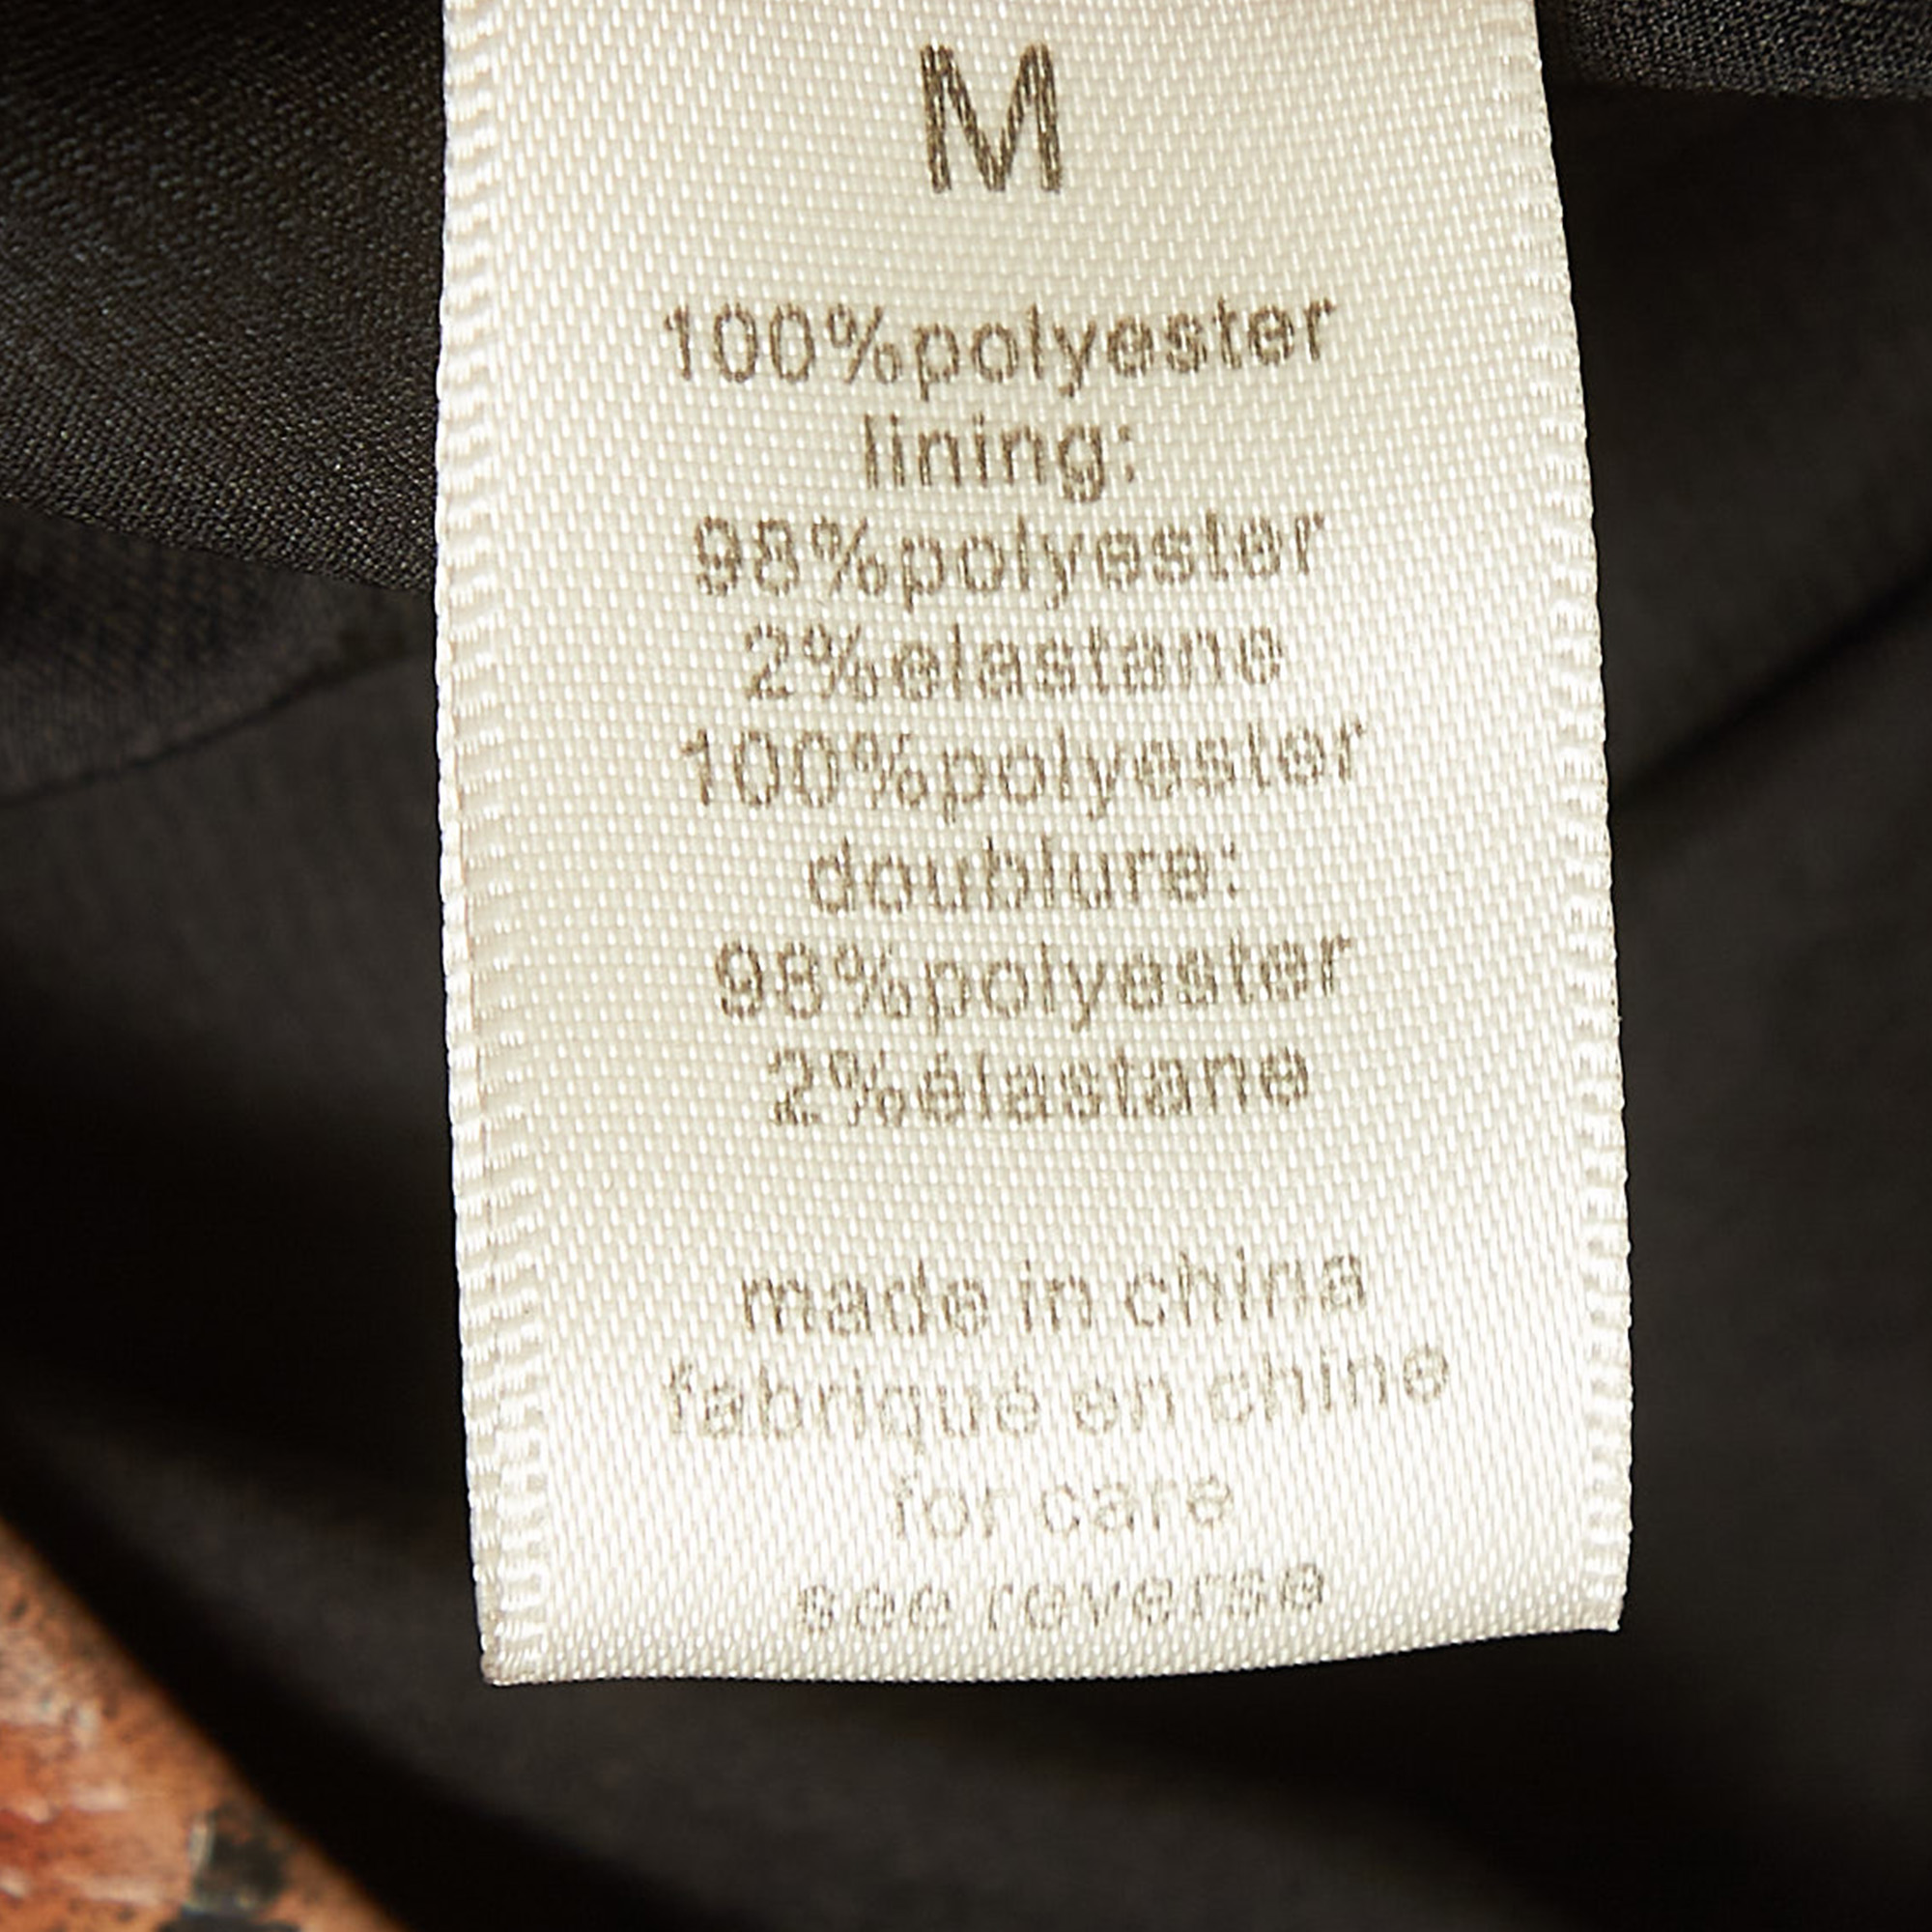 M
100%polyester
lining:
98%polyester
2%elastane
100%polyester
doublure:
98%polyester
2%élastane
made in china
fabriqué en chine
for care
see reverse